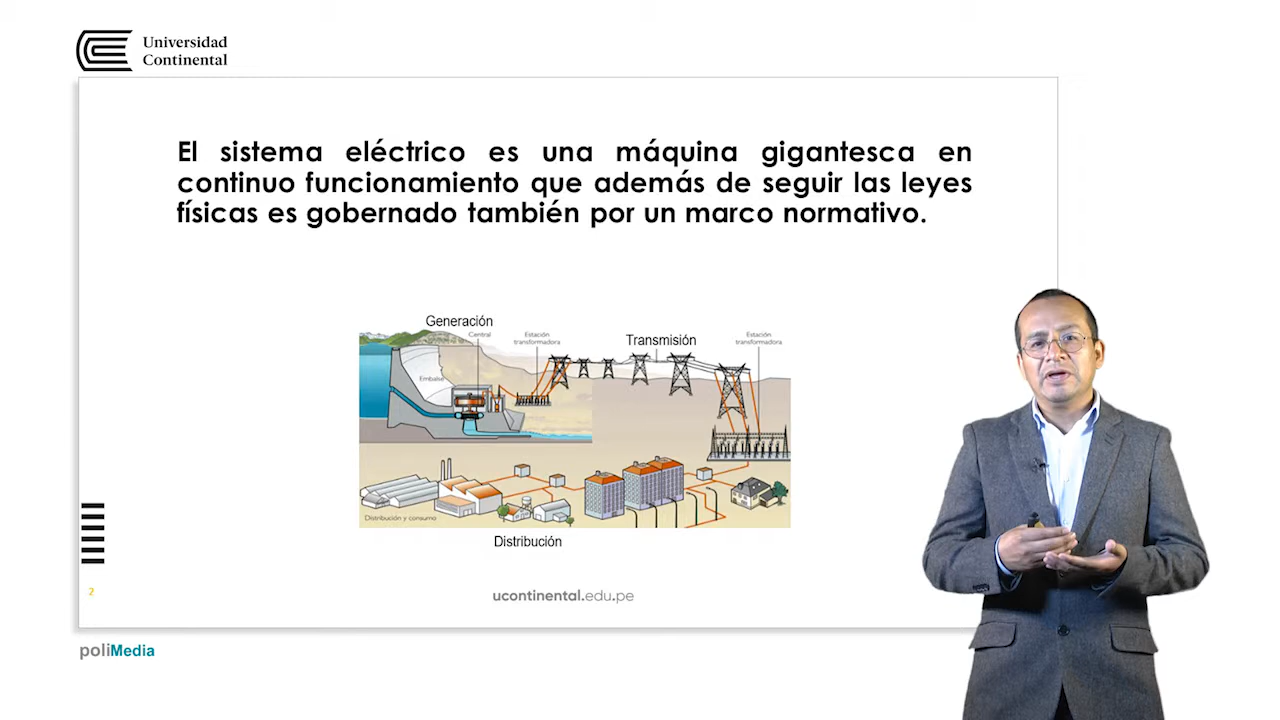 Universidad
Continental
El sistema eléctrico es una máquina gigantesca en
continuo funcionamiento que además de seguir las leyes
físicas es gobernado también por un marco normativo.
Generación
Central
Estación
transformadora
Transmisión
Estación
transformadora
Embalse
Distribución y consumo
Distribución
2
ucontinental.edu.pe
poliMedia